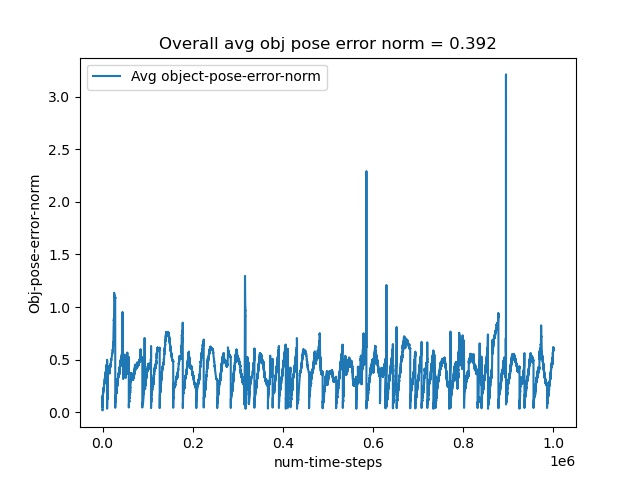 Overall avg obj pose error norm = 0.392
Avg object-pose-error-norm
3.0
2.5
2.0
1.5
1.0
0.5
0.0
Obj-pose-error-norm
0.0 0.2 0.4 0.6 0.8 1.0
1e6
num-time-steps